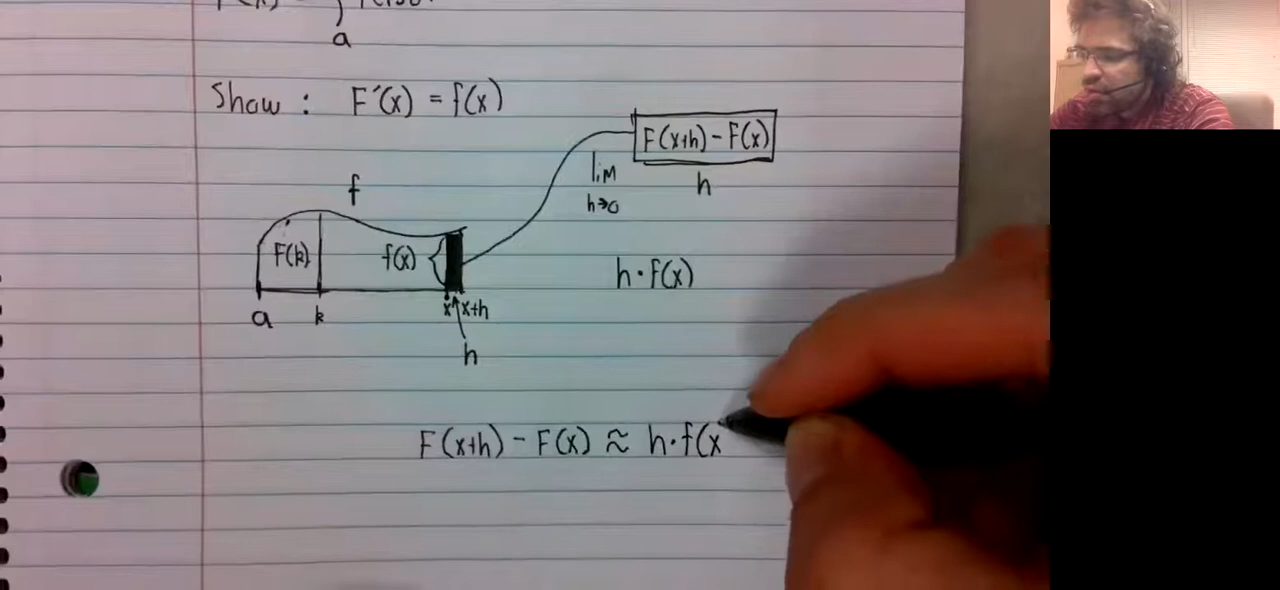 a
Show : F'(x) = f(x)
F(x+h) - F(x)
lim
h→0
h
f
F(k)
f(x)
h·f(x)
a
k
x
x+h
h
F(x+h) - F(x) ≈ h·f(x